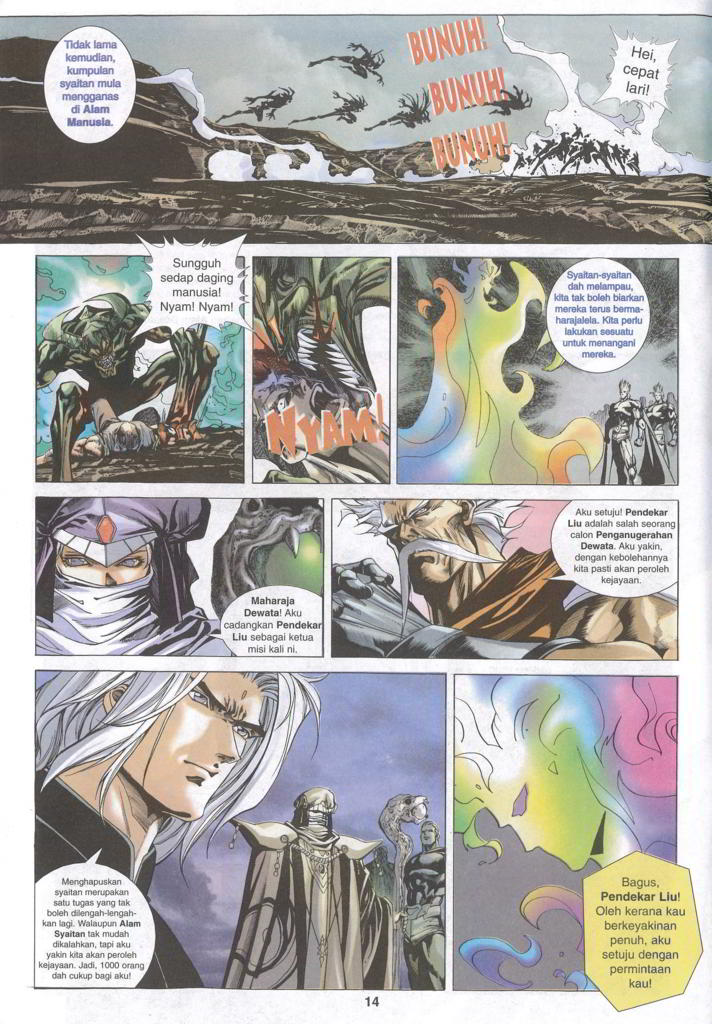 Tidak lama
kemudian,
kumpulan
syaitan mula
mengganas
di Alam
Manusia.
BUNUH!
BUNUH!
BUNUH!
Hei,
cepat
lari!
Sungguh
sedap daging
manusia!
Nyam! Nyam!
NYAM!
Syaitan-syaitan
dah melampau,
kita tak boleh biarkan
mereka terus berma-
harajalela. Kita perlu
lakukan sesuatu
untuk menangani
mereka.
Maharaja
Dewata! Aku
cadangkan Pendekar
Liu sebagai ketua
misi kali ni.
Aku setuju! Pendekar
Liu adalah salah seorang
calon Penganugerahan
Dewata. Aku yakin,
dengan kebolehannya
kita pasti akan peroleh
kejayaan.
Menghapuskan
syaitan merupakan
satu tugas yang tak
boleh dilengah-lengah-
kan lagi. Walaupun Alam
Syaitan tak mudah
dikalahkan, tapi aku
yakin kita akan peroleh
kejayaan. Jadi, 1000 orang
dah cukup bagi aku!
Bagus,
Pendekar Liu!
Oleh kerana kau
berkeyakinan
penuh, aku
setuju dengan
permintaan
kau!
14